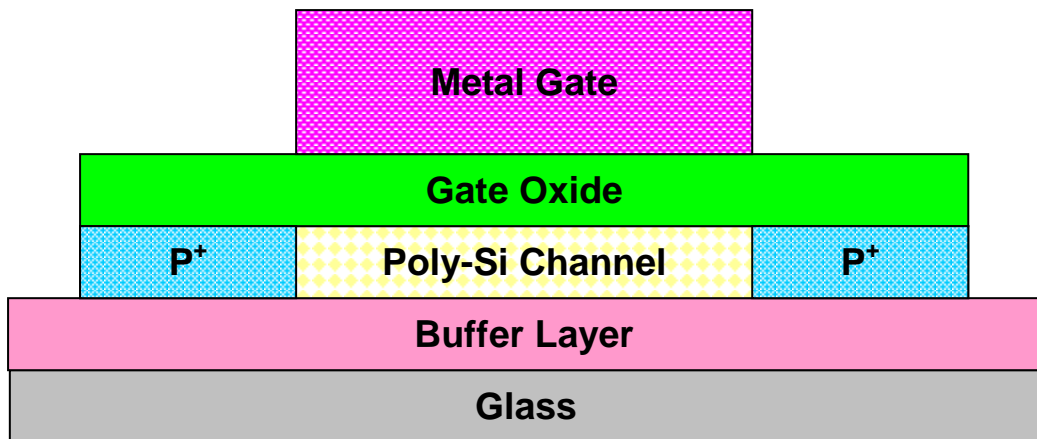 Metal Gate
Gate Oxide
P⁺ Poly-Si Channel P⁺
Buffer Layer
Glass